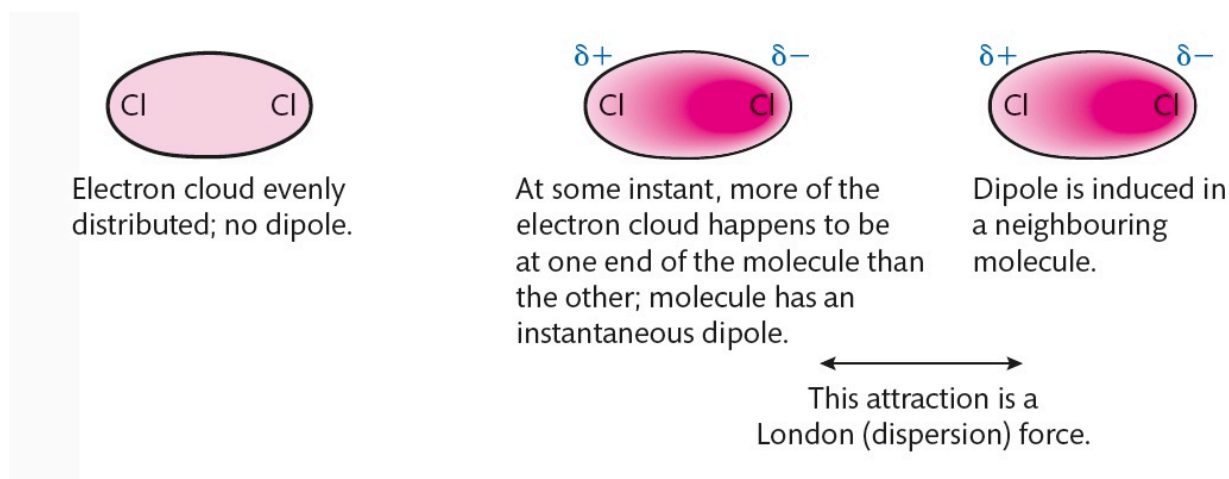 δ+ δ− δ+ δ−
Cl Cl Cl Cl Cl Cl
Electron cloud evenly
distributed; no dipole.
At some instant, more of the
electron cloud happens to be
at one end of the molecule than
the other; molecule has an
instantaneous dipole.
Dipole is induced in
a neighbouring
molecule.
This attraction is a
London (dispersion) force.